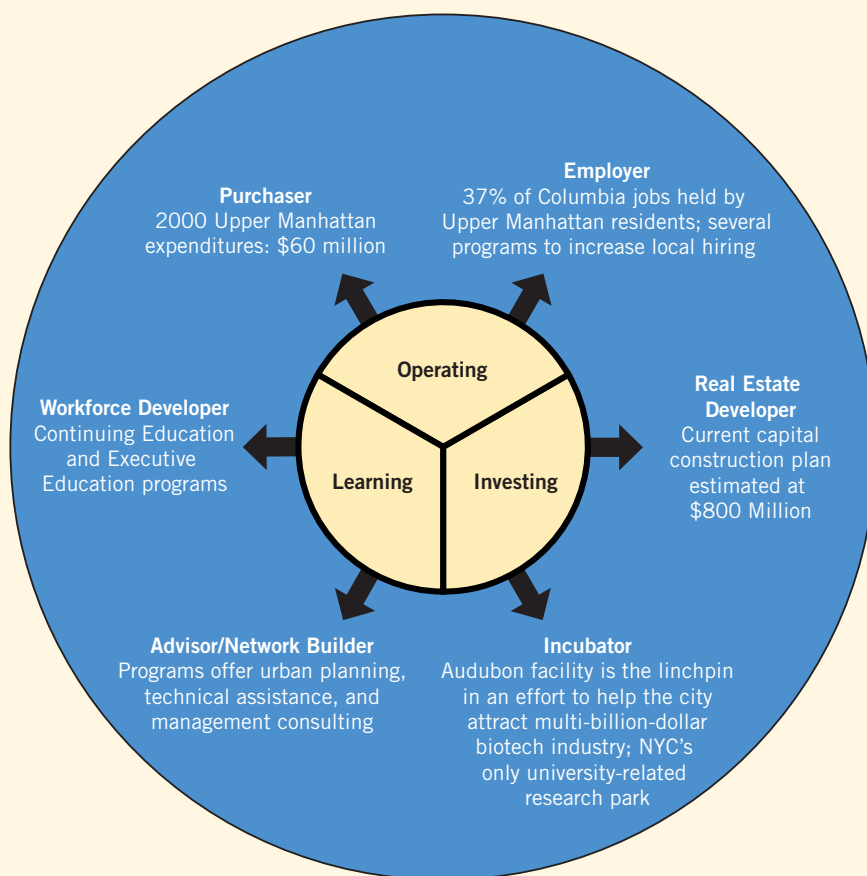 Purchaser
2000 Upper Manhattan
expenditures: $60 million
Employer
37% of Columbia jobs held by
Upper Manhattan residents; several
programs to increase local hiring
Operating
Workforce Developer
Continuing Education
and Executive
Education programs
Learning
Investing
Real Estate
Developer
Current capital
construction plan
estimated at
$800 Million
Advisor/Network Builder
Programs offer urban planning,
technical assistance, and
management consulting
Incubator
Audubon facility is the linchpin
in an effort to help the city
attract multi-billion-dollar
biotech industry; NYC's
only university-related
research park